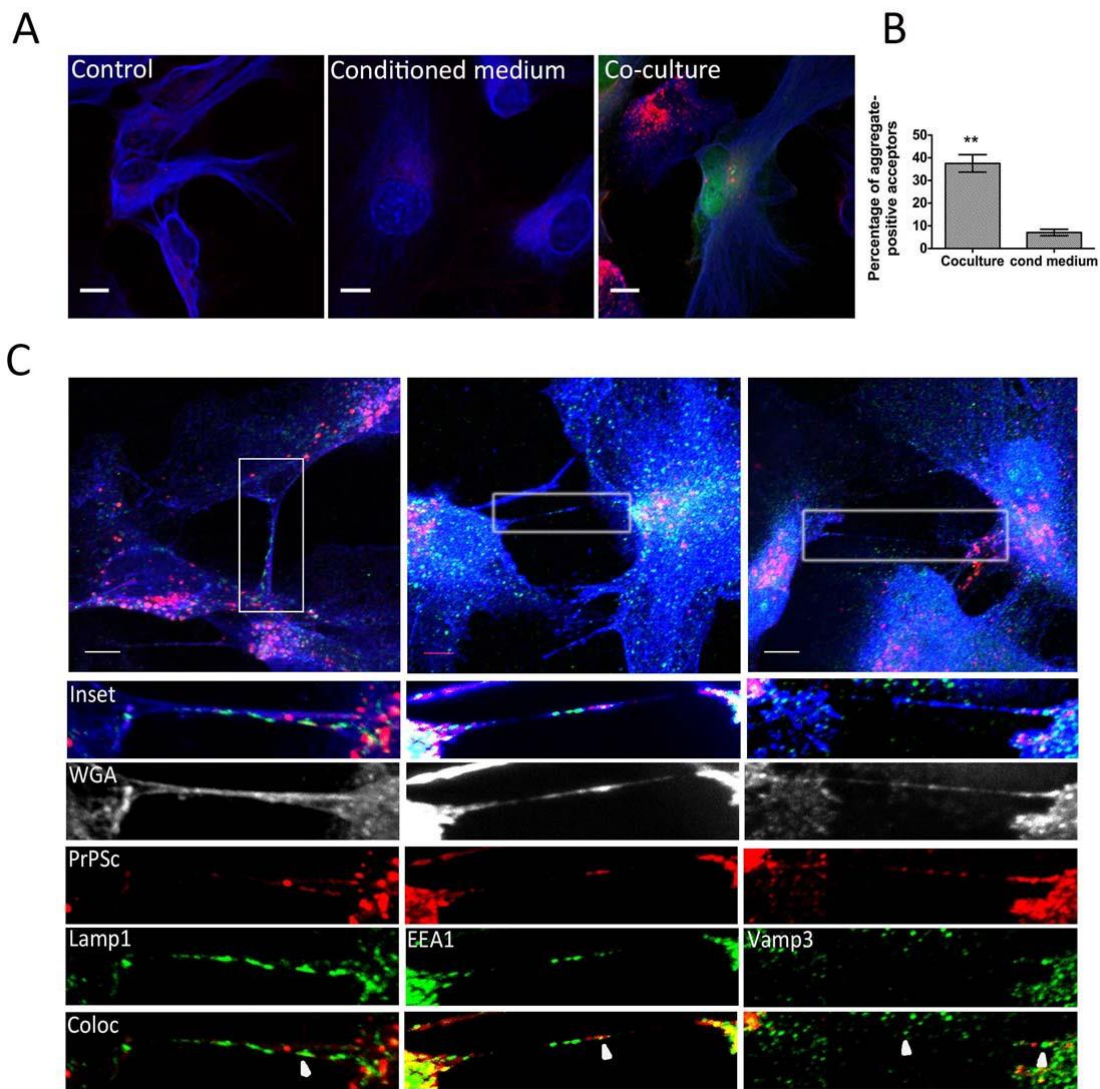 A
B
Control
Conditioned medium
Co-culture
Percentage of aggregate-
positive acceptors
50
40
30
20
10
0
**
Coculture
cond medium
C
Inset
WGA
PrPSc
Lamp1
EEA1
Vamp3
Coloc